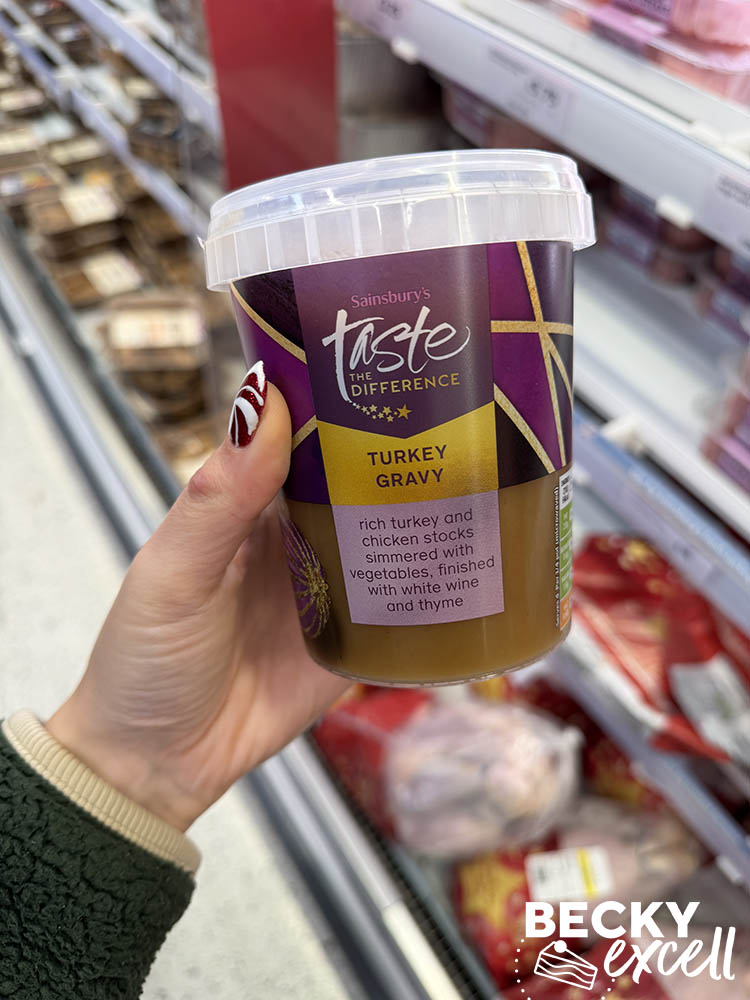 Sainsbury's
taste
THE
DIFFERENCE
TURKEY
GRAVY
rich turkey and
chicken stocks
simmered with
vegetables, finished
with white wine
and thyme
BECKY
excell